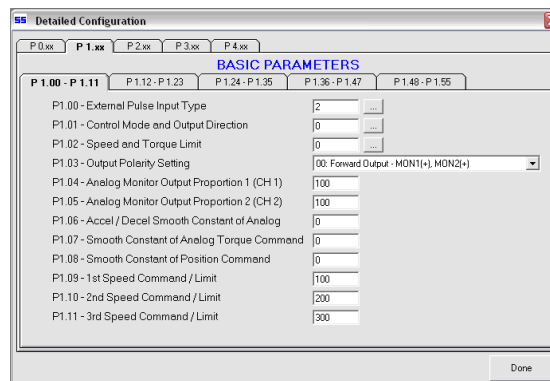 SS Detailed Configuration
P 0.xx P 1.xx P 2.xx P 3.xx P 4.xx
BASIC PARAMETERS
P 1.00 - P 1.11 P 1.12 - P 1.23 P 1.24 - P 1.35 P 1.36 - P 1.47 P 1.48 - P 1.55
P1.00 - External Pulse Input Type 2 ...
P1.01 - Control Mode and Output Direction 0 ...
P1.02 - Speed and Torque Limit 0 ...
P1.03 - Output Polarity Setting 00: Forward Output - MON1(+), MON2(+)
P1.04 - Analog Monitor Output Proportion 1 (CH 1) 100
P1.05 - Analog Monitor Output Proportion 2 (CH 2) 100
P1.06 - Accel / Decel Smooth Constant of Analog 0
P1.07 - Smooth Constant of Analog Torque Command 0
P1.08 - Smooth Constant of Position Command 0
P1.09 - 1st Speed Command / Limit 100
P1.10 - 2nd Speed Command / Limit 200
P1.11 - 3rd Speed Command / Limit 300
Done